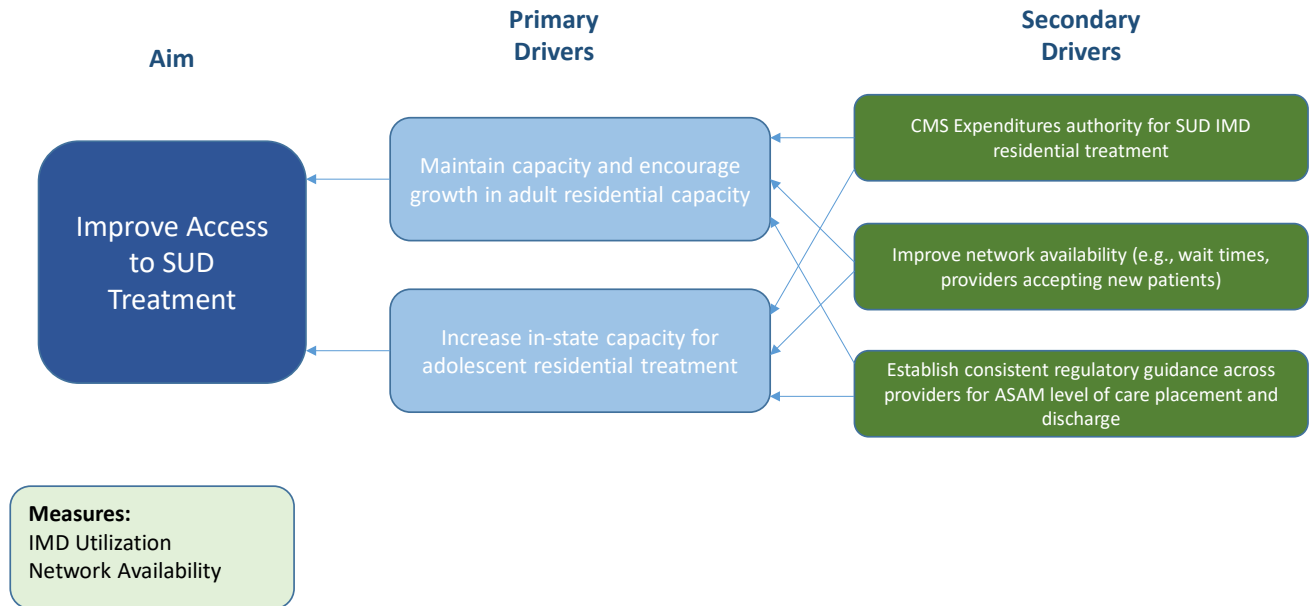 Aim
Primary
Drivers
Secondary
Drivers
Improve Access
to SUD
Treatment
Maintain capacity and encourage
growth in adult residential capacity
Increase in-state capacity for
adolescent residential treatment
CMS Expenditures authority for SUD IMD
residential treatment
Improve network availability (e.g., wait times,
providers accepting new patients)
Establish consistent regulatory guidance across
providers for ASAM level of care placement and
discharge
Measures:
IMD Utilization
Network Availability